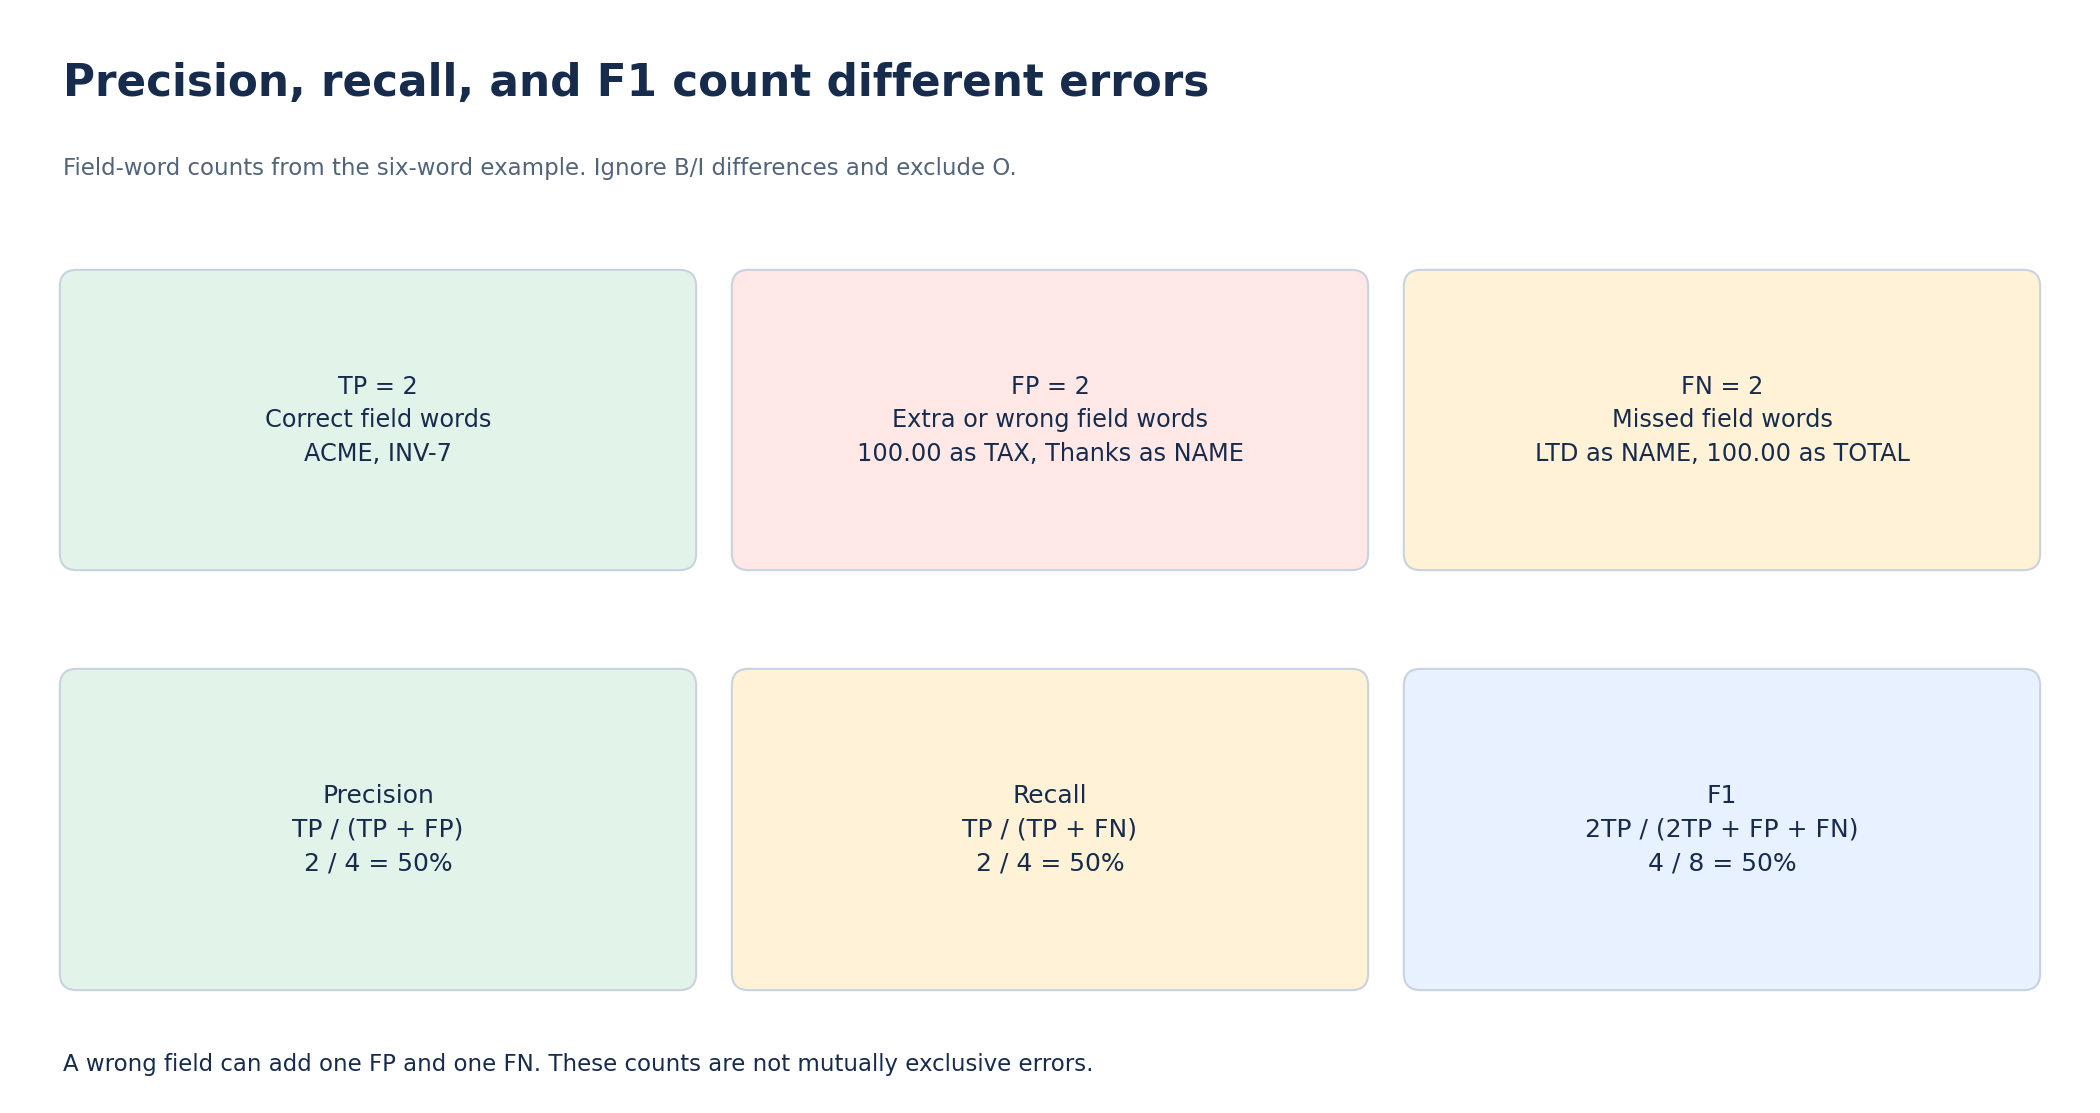 Precision, recall, and F1 count different errors
Field-word counts from the six-word example. Ignore B/I differences and exclude O.
TP = 2
Correct field words
ACME, INV-7
FP = 2
Extra or wrong field words
100.00 as TAX, Thanks as NAME
FN = 2
Missed field words
LTD as NAME, 100.00 as TOTAL
Precision
TP / (TP + FP)
2 / 4 = 50%
Recall
TP / (TP + FN)
2 / 4 = 50%
F1
2TP / (2TP + FP + FN)
4 / 8 = 50%
A wrong field can add one FP and one FN. These counts are not mutually exclusive errors.